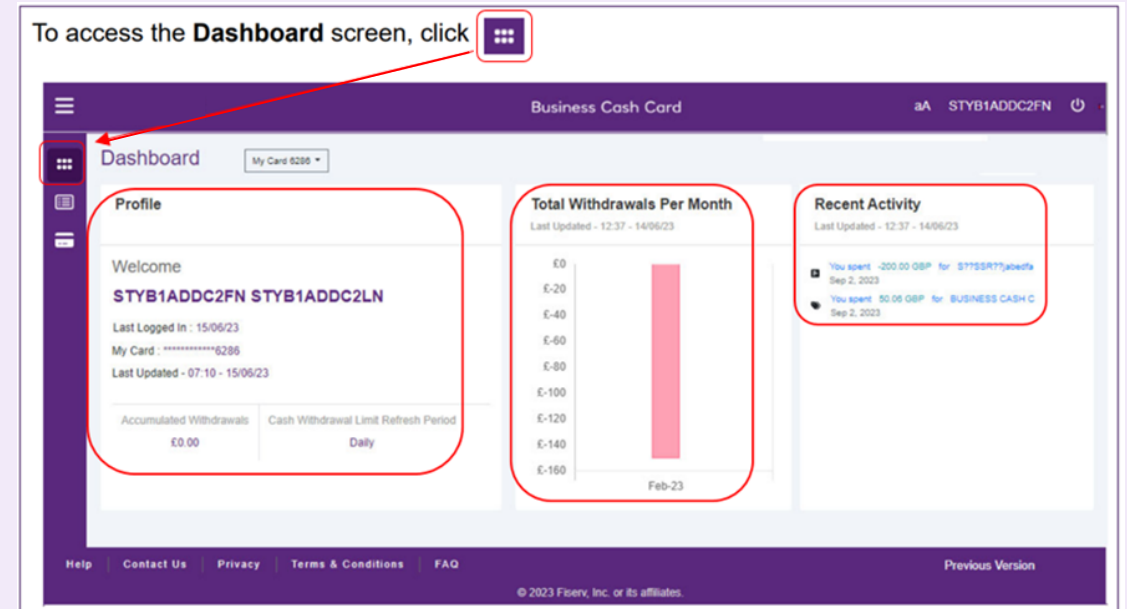 To access the Dashboard screen, click
Business Cash Card
aA STYB1ADDC2FN
Dashboard
My Card 6286
Profile
Welcome
STYB1ADDC2FN STYB1ADDC2LN
Last Logged In : 15/06/23
My Card : ************6286
Last Updated - 07:10 - 15/06/23
Accumulated Withdrawals Cash Withdrawal Limit Refresh Period
£0.00 Daily
Total Withdrawals Per Month
Last Updated - 12:37 - 14/06/23
£0
£-20
£-40
£-60
£-80
£-100
£-120
£-140
£-160
Feb-23
Recent Activity
Last Updated - 12:37 - 14/06/23
You spent -200.00 GBP for S??SSR??jabedfa
Sep 2, 2023
You spent 50.05 GBP for BUSINESS CASH C
Sep 2, 2023
Help Contact Us Privacy Terms & Conditions FAQ Previous Version
© 2023 Fiserv, Inc. or its affiliates.